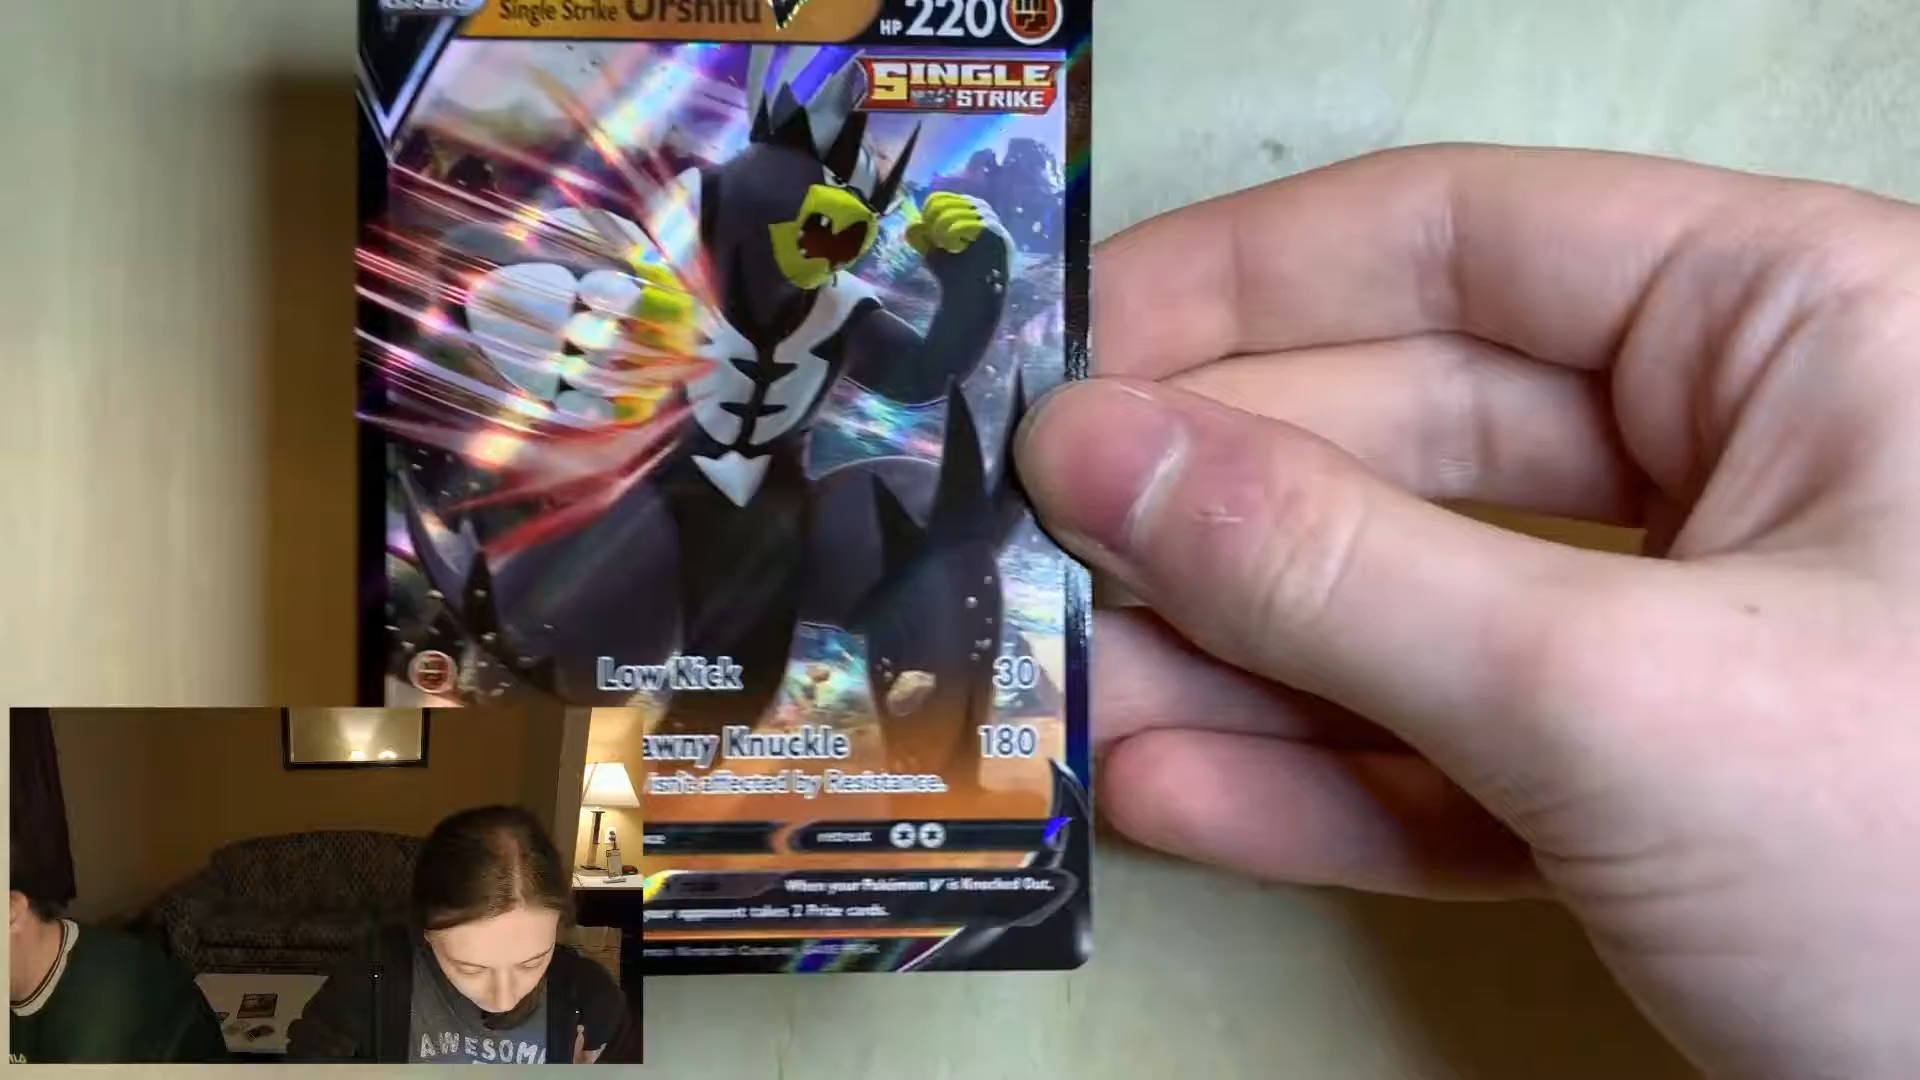 Single Strike Urshifu V
HP 220
SINGLE
STRIKE
Low Kick 30
awny Knuckle 180
isn't affected by Resistance.
retreat
When your Pokémon V is Knocked Out,
your opponent takes 2 Prize cards.
AWESOM